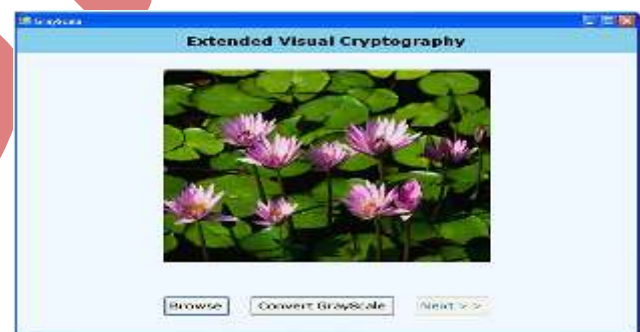 GrayScale
Extended Visual Cryptography
Browse
Convert GrayScale
Next > >